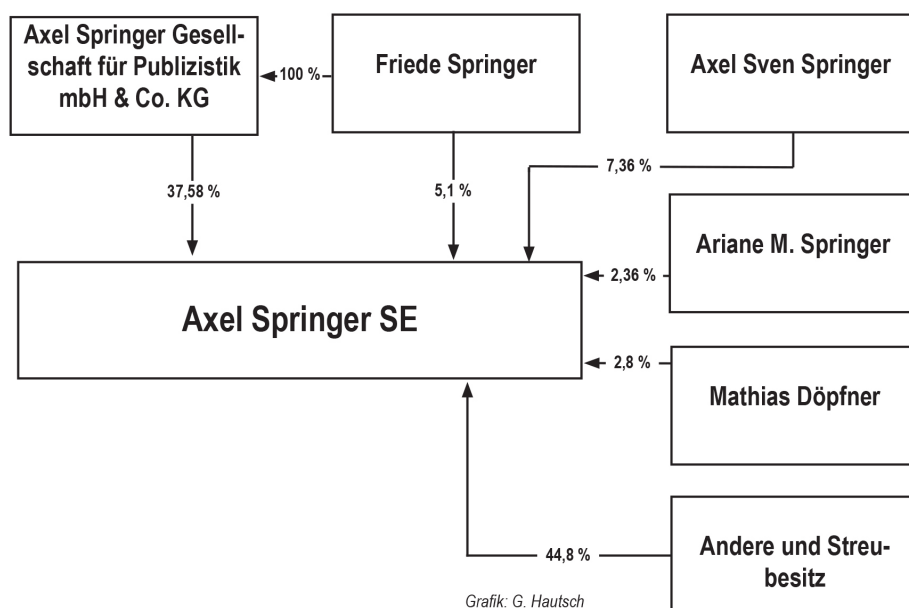 Axel Springer Gesell-
schaft für Publizistik
mbH & Co. KG
100 %
Friede Springer
Axel Sven Springer
37,58 %
5,1 %
7,36 %
Ariane M. Springer
2,36 %
Axel Springer SE
2,8 %
Mathias Döpfner
44,8 %
Andere und Streu-
besitz
Grafik: G. Hautsch